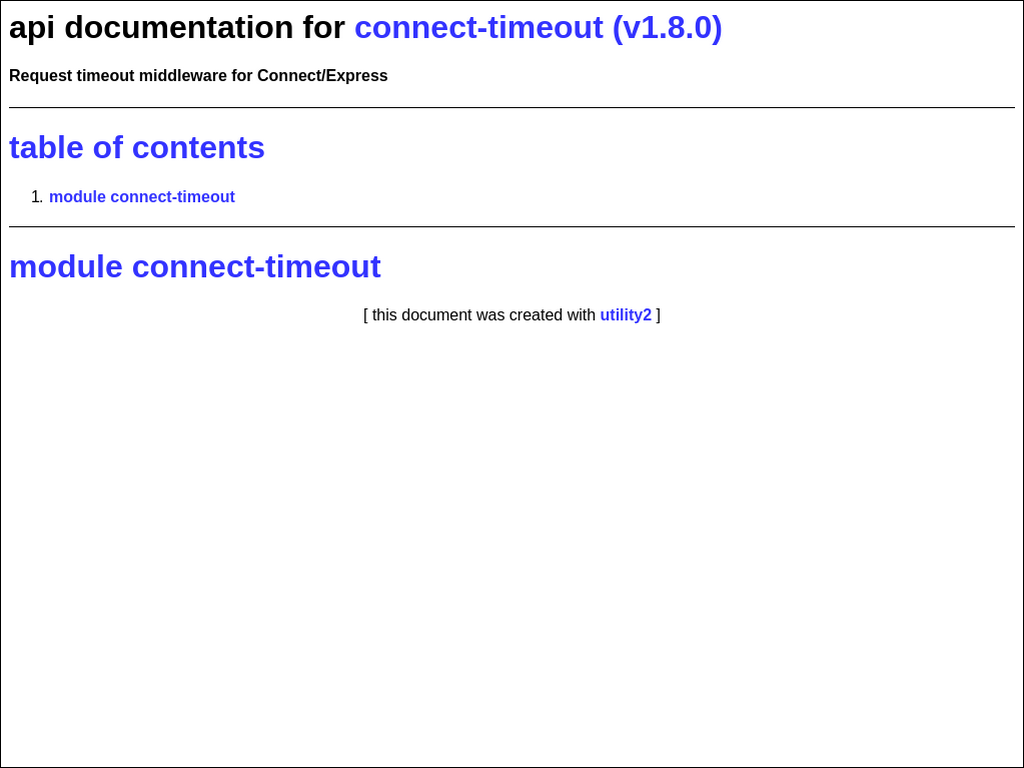 api documentation for connect-timeout (v1.8.0)
Request timeout middleware for Connect/Express
table of contents
1. module connect-timeout
module connect-timeout
[ this document was created with utility2 ]